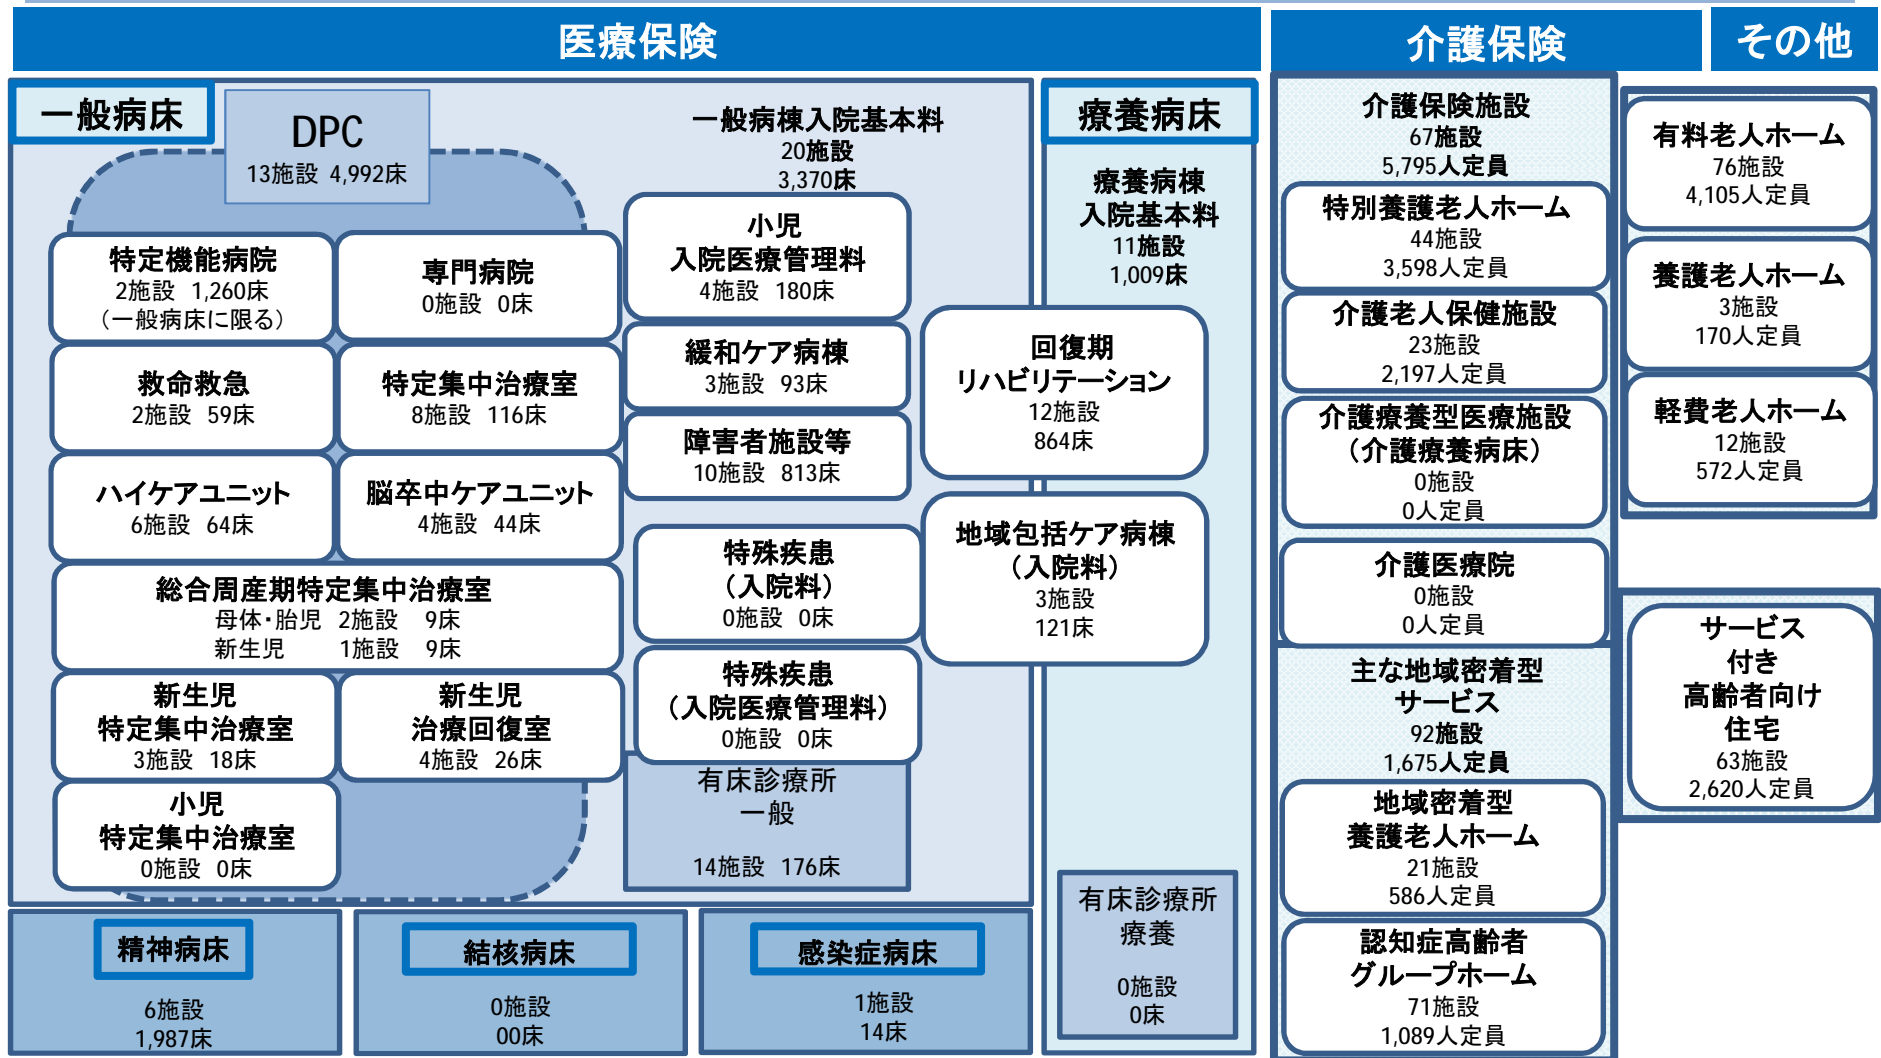 医療保険
介護保険
その他
一般病床
DPC
13施設 4,992床
一般病棟入院基本料
20施設
3,370床
特定機能病院
2施設 1,260床
(一般病床に限る)
専門病院
0施設 0床
救命救急
2施設 59床
特定集中治療室
8施設 116床
ハイケアユニット
6施設 64床
脳卒中ケアユニット
4施設 44床
総合周産期特定集中治療室
母体・胎児 2施設 9床
新生児 1施設 9床
新生児
特定集中治療室
3施設 18床
新生児
治療回復室
4施設 26床
小児
特定集中治療室
0施設 0床
小児
入院医療管理料
4施設 180床
緩和ケア病棟
3施設 93床
障害者施設等
10施設 813床
特殊疾患
(入院料)
0施設 0床
特殊疾患
(入院医療管理料)
0施設 0床
有床診療所
一般
14施設 176床
回復期
リハビリテーション
12施設
864床
地域包括ケア病棟
(入院料)
3施設
121床
療養病床
療養病棟
入院基本料
11施設
1,009床
有床診療所
療養
0施設
0床
精神病床
6施設
1,987床
結核病床
0施設
00床
感染症病床
1施設
14床
介護保険施設
67施設
5,795人定員
特別養護老人ホーム
44施設
3,598人定員
介護老人保健施設
23施設
2,197人定員
介護療養型医療施設
(介護療養病床)
0施設
0人定員
介護医療院
0施設
0人定員
主な地域密着型
サービス
92施設
1,675人定員
地域密着型
養護老人ホーム
21施設
586人定員
認知症高齢者
グループホーム
71施設
1,089人定員
有料老人ホーム
76施設
4,105人定員
養護老人ホーム
3施設
170人定員
軽費老人ホーム
12施設
572人定員
サービス
付き
高齢者向け
住宅
63施設
2,620人定員